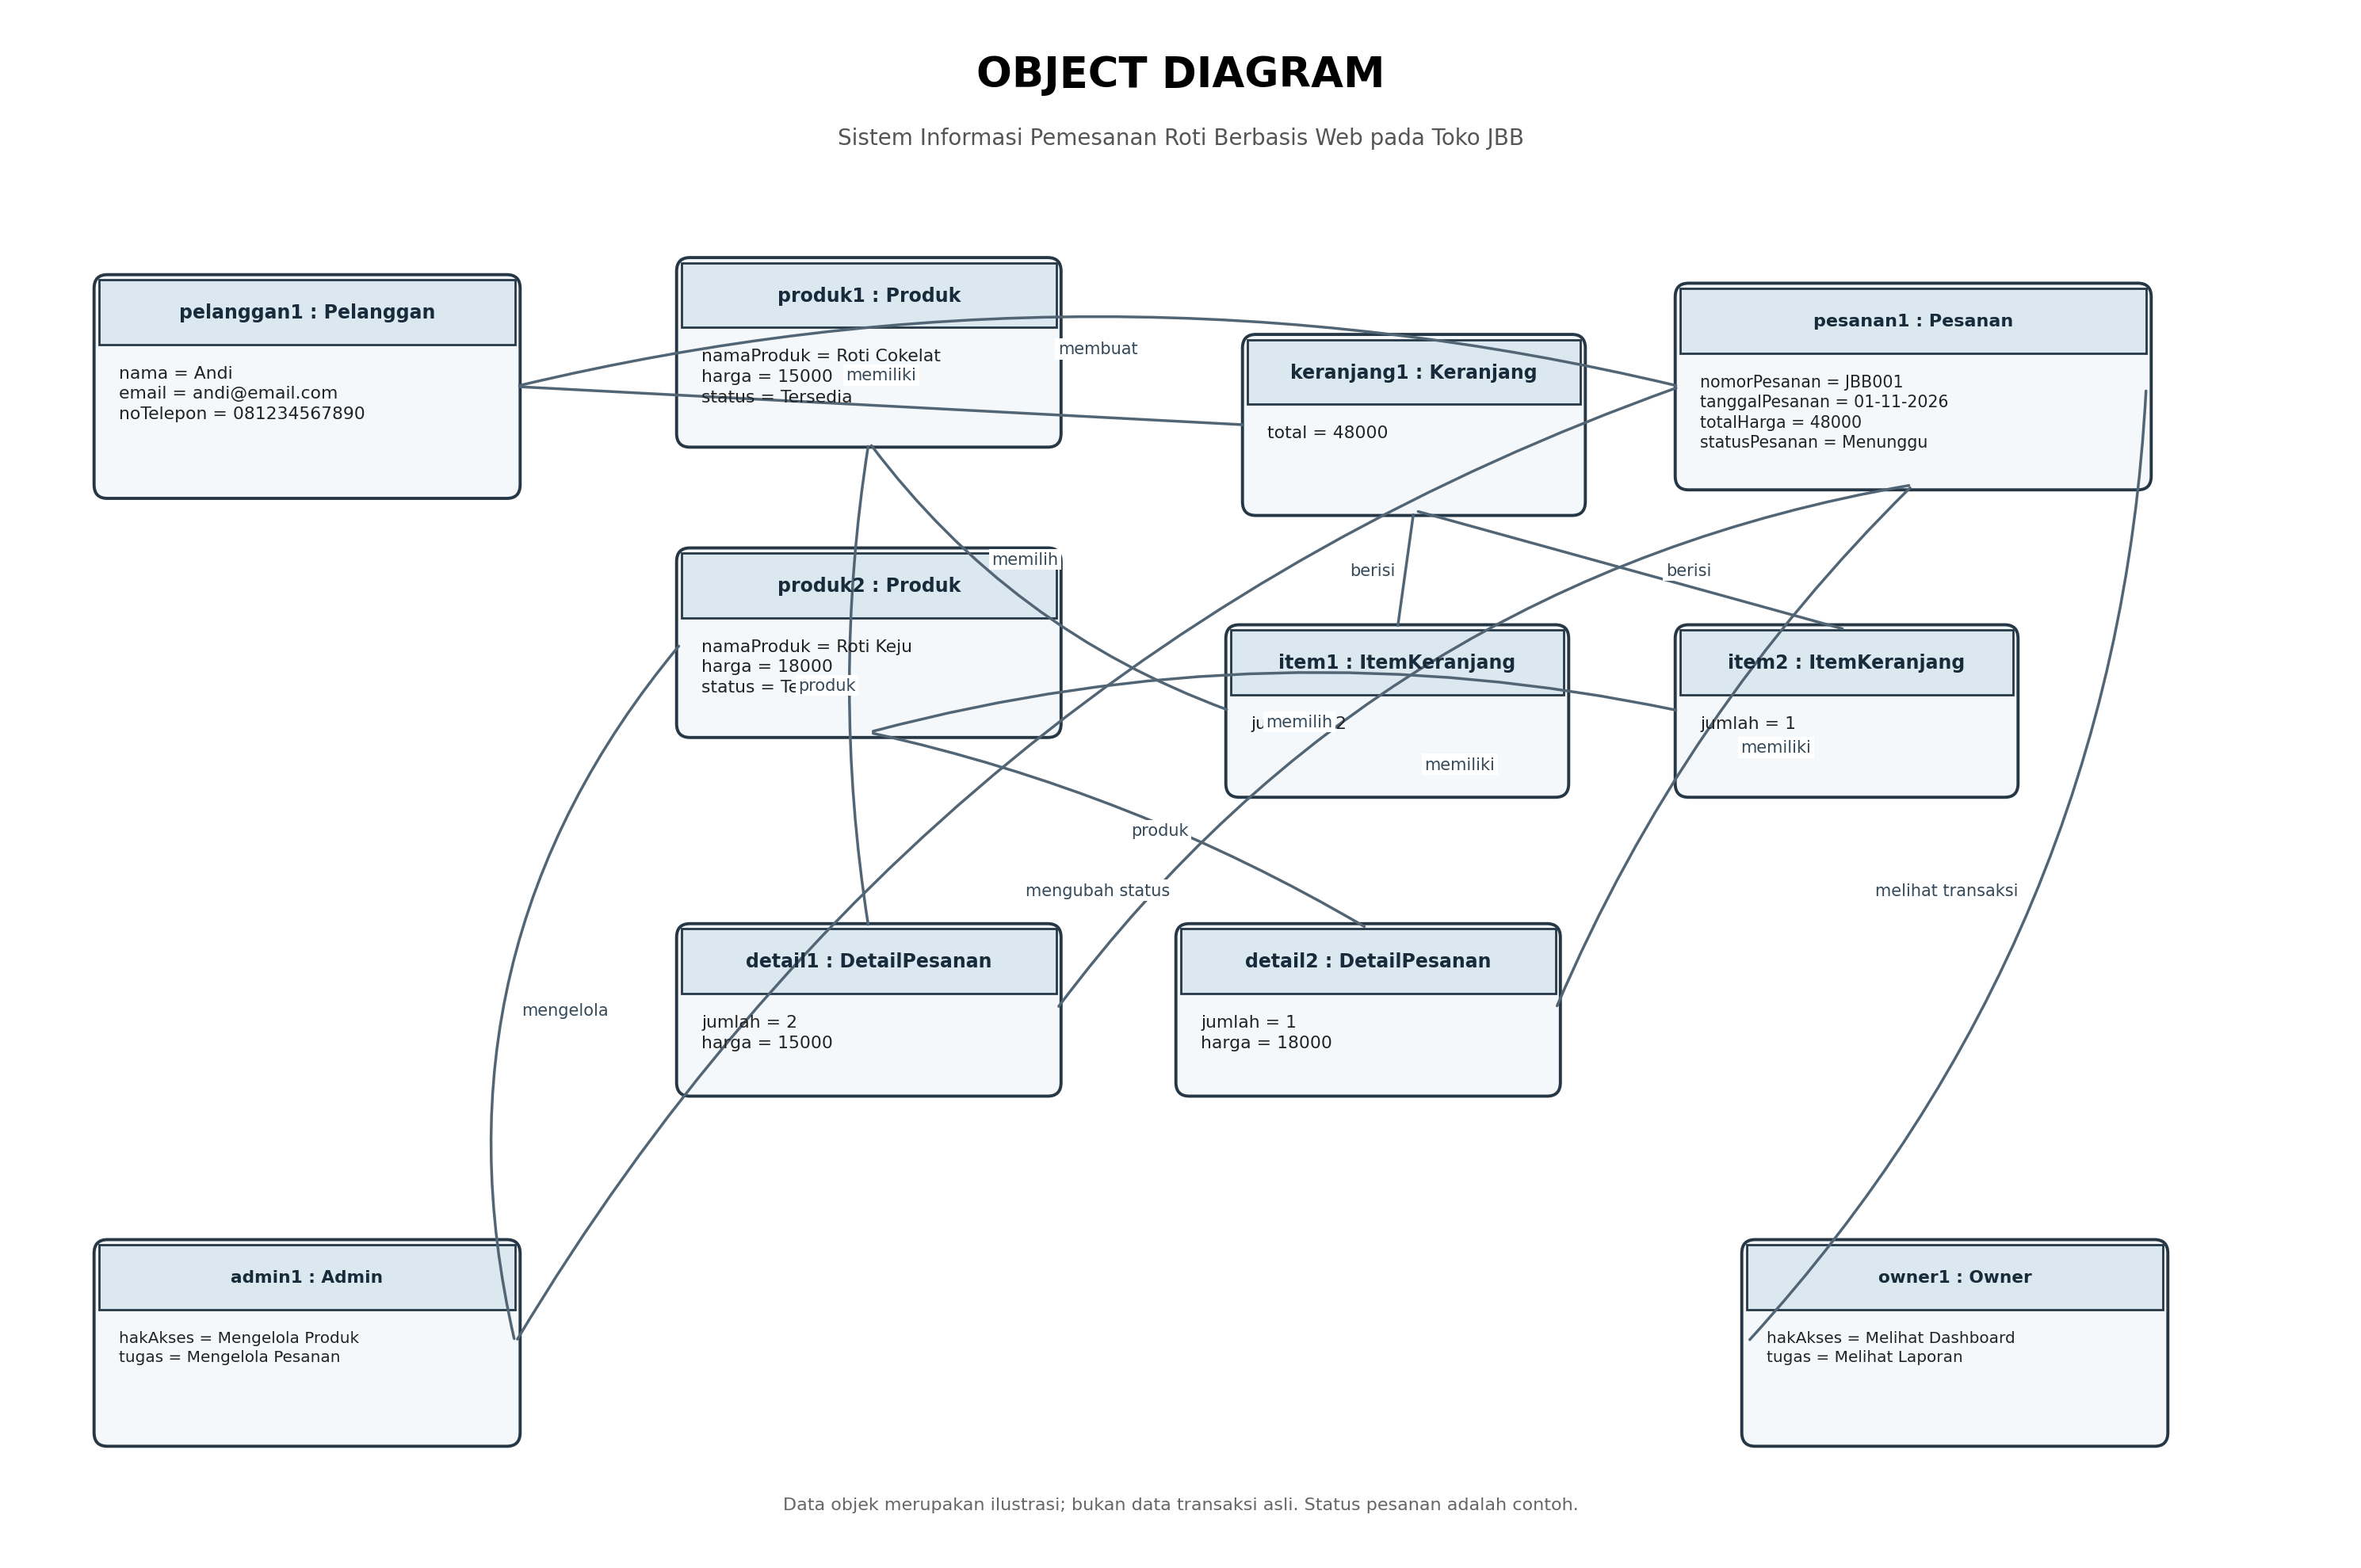 OBJECT DIAGRAM
Sistem Informasi Pemesanan Roti Berbasis Web pada Toko JBB
pelanggan1 : Pelanggan
nama = Andi
email = andi@email.com
noTelepon = 081234567890
produk1 : Produk
namaProduk = Roti Cokelat
harga = 15000
memiliki
status = Tersedia
membuat
keranjang1 : Keranjang
total = 48000
pesanan1 : Pesanan
nomorPesanan = JBB001
tanggalPesanan = 01-11-2026
totalHarga = 48000
statusPesanan = Menunggu
memilih
berisi
berisi
produk2 : Produk
namaProduk = Roti Keju
harga = 18000
status = Te
produk
item1 : ItemKeranjang
ju
memilih
2
memiliki
item2 : ItemKeranjang
jumlah = 1
memiliki
produk
mengubah status
melihat transaksi
detail1 : DetailPesanan
jumlah = 2
harga = 15000
detail2 : DetailPesanan
jumlah = 1
harga = 18000
mengelola
admin1 : Admin
hakAkses = Mengelola Produk
tugas = Mengelola Pesanan
owner1 : Owner
hakAkses = Melihat Dashboard
tugas = Melihat Laporan
Data objek merupakan ilustrasi; bukan data transaksi asli. Status pesanan adalah contoh.